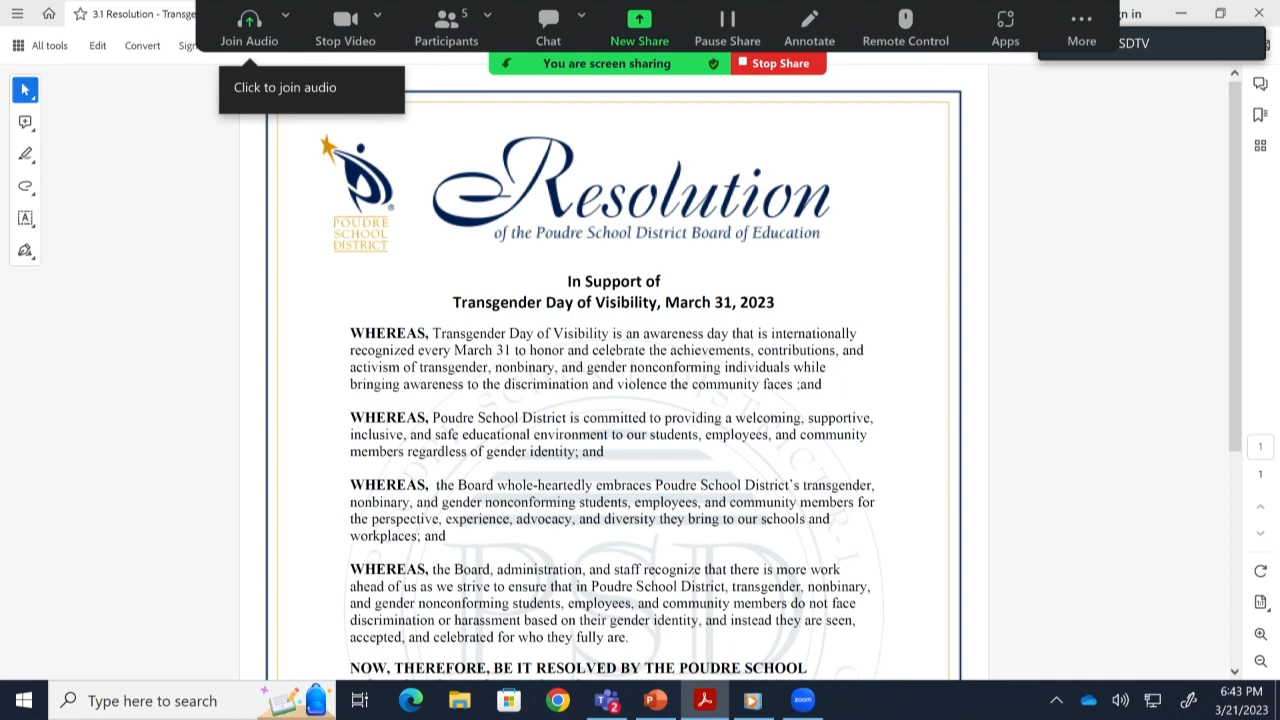 3.1 Resolution - Transge
n in
Join Audio
Stop Video
5
Participants
Chat
New Share
Pause Share
Annotate
Remote Control
Apps
More
All tools
Edit
Convert
Sign
SDTV
You are screen sharing
Stop Share
Click to join audio
POUDRE
SCHOOL
DISTRICT
Resolution
of the Poudre School District Board of Education
In Support of
Transgender Day of Visibility, March 31, 2023
WHEREAS, Transgender Day of Visibility is an awareness day that is internationally
recognized every March 31 to honor and celebrate the achievements, contributions, and
activism of transgender, nonbinary, and gender nonconforming individuals while
bringing awareness to the discrimination and violence the community faces ;and
WHEREAS, Poudre School District is committed to providing a welcoming, supportive,
inclusive, and safe educational environment to our students, employees, and community
members regardless of gender identity; and
WHEREAS, the Board whole-heartedly embraces Poudre School District's transgender,
nonbinary, and gender nonconforming students, employees, and community members for
the perspective, experience, advocacy, and diversity they bring to our schools and
workplaces; and
WHEREAS, the Board, administration, and staff recognize that there is more work
ahead of us as we strive to ensure that in Poudre School District, transgender, nonbinary,
and gender nonconforming students, employees, and community members do not face
discrimination or harassment based on their gender identity, and instead they are seen,
accepted, and celebrated for who they fully are.
NOW, THEREFORE, BE IT RESOLVED BY THE POUDRE SCHOOL
PSD
1
1
Type here to search
2
zoom
6:43 PM
3/21/2023